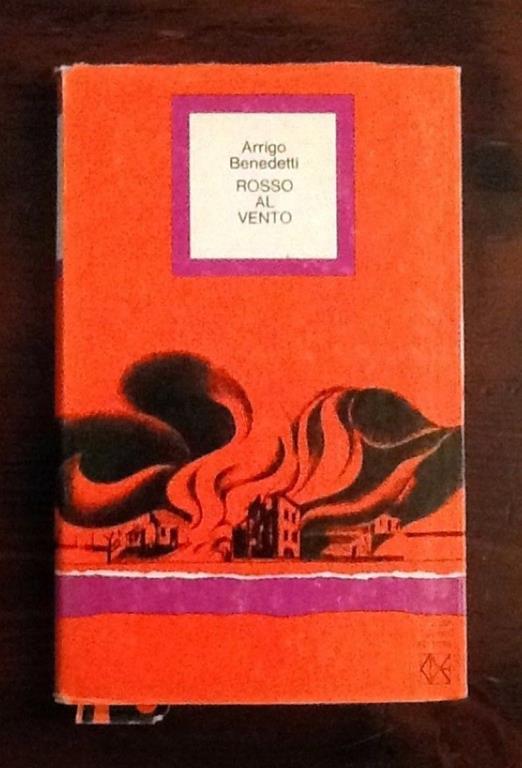 Arrigo
Benedetti
ROSSO
AL
VENTO